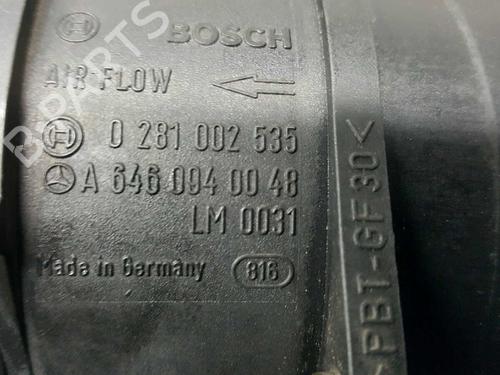 BOSCH
AIR FLOW
0 281 002 535
A 646 094 00 48
LM 0031
Made in Germany 816
>PBT-GF30<
B-PARTS